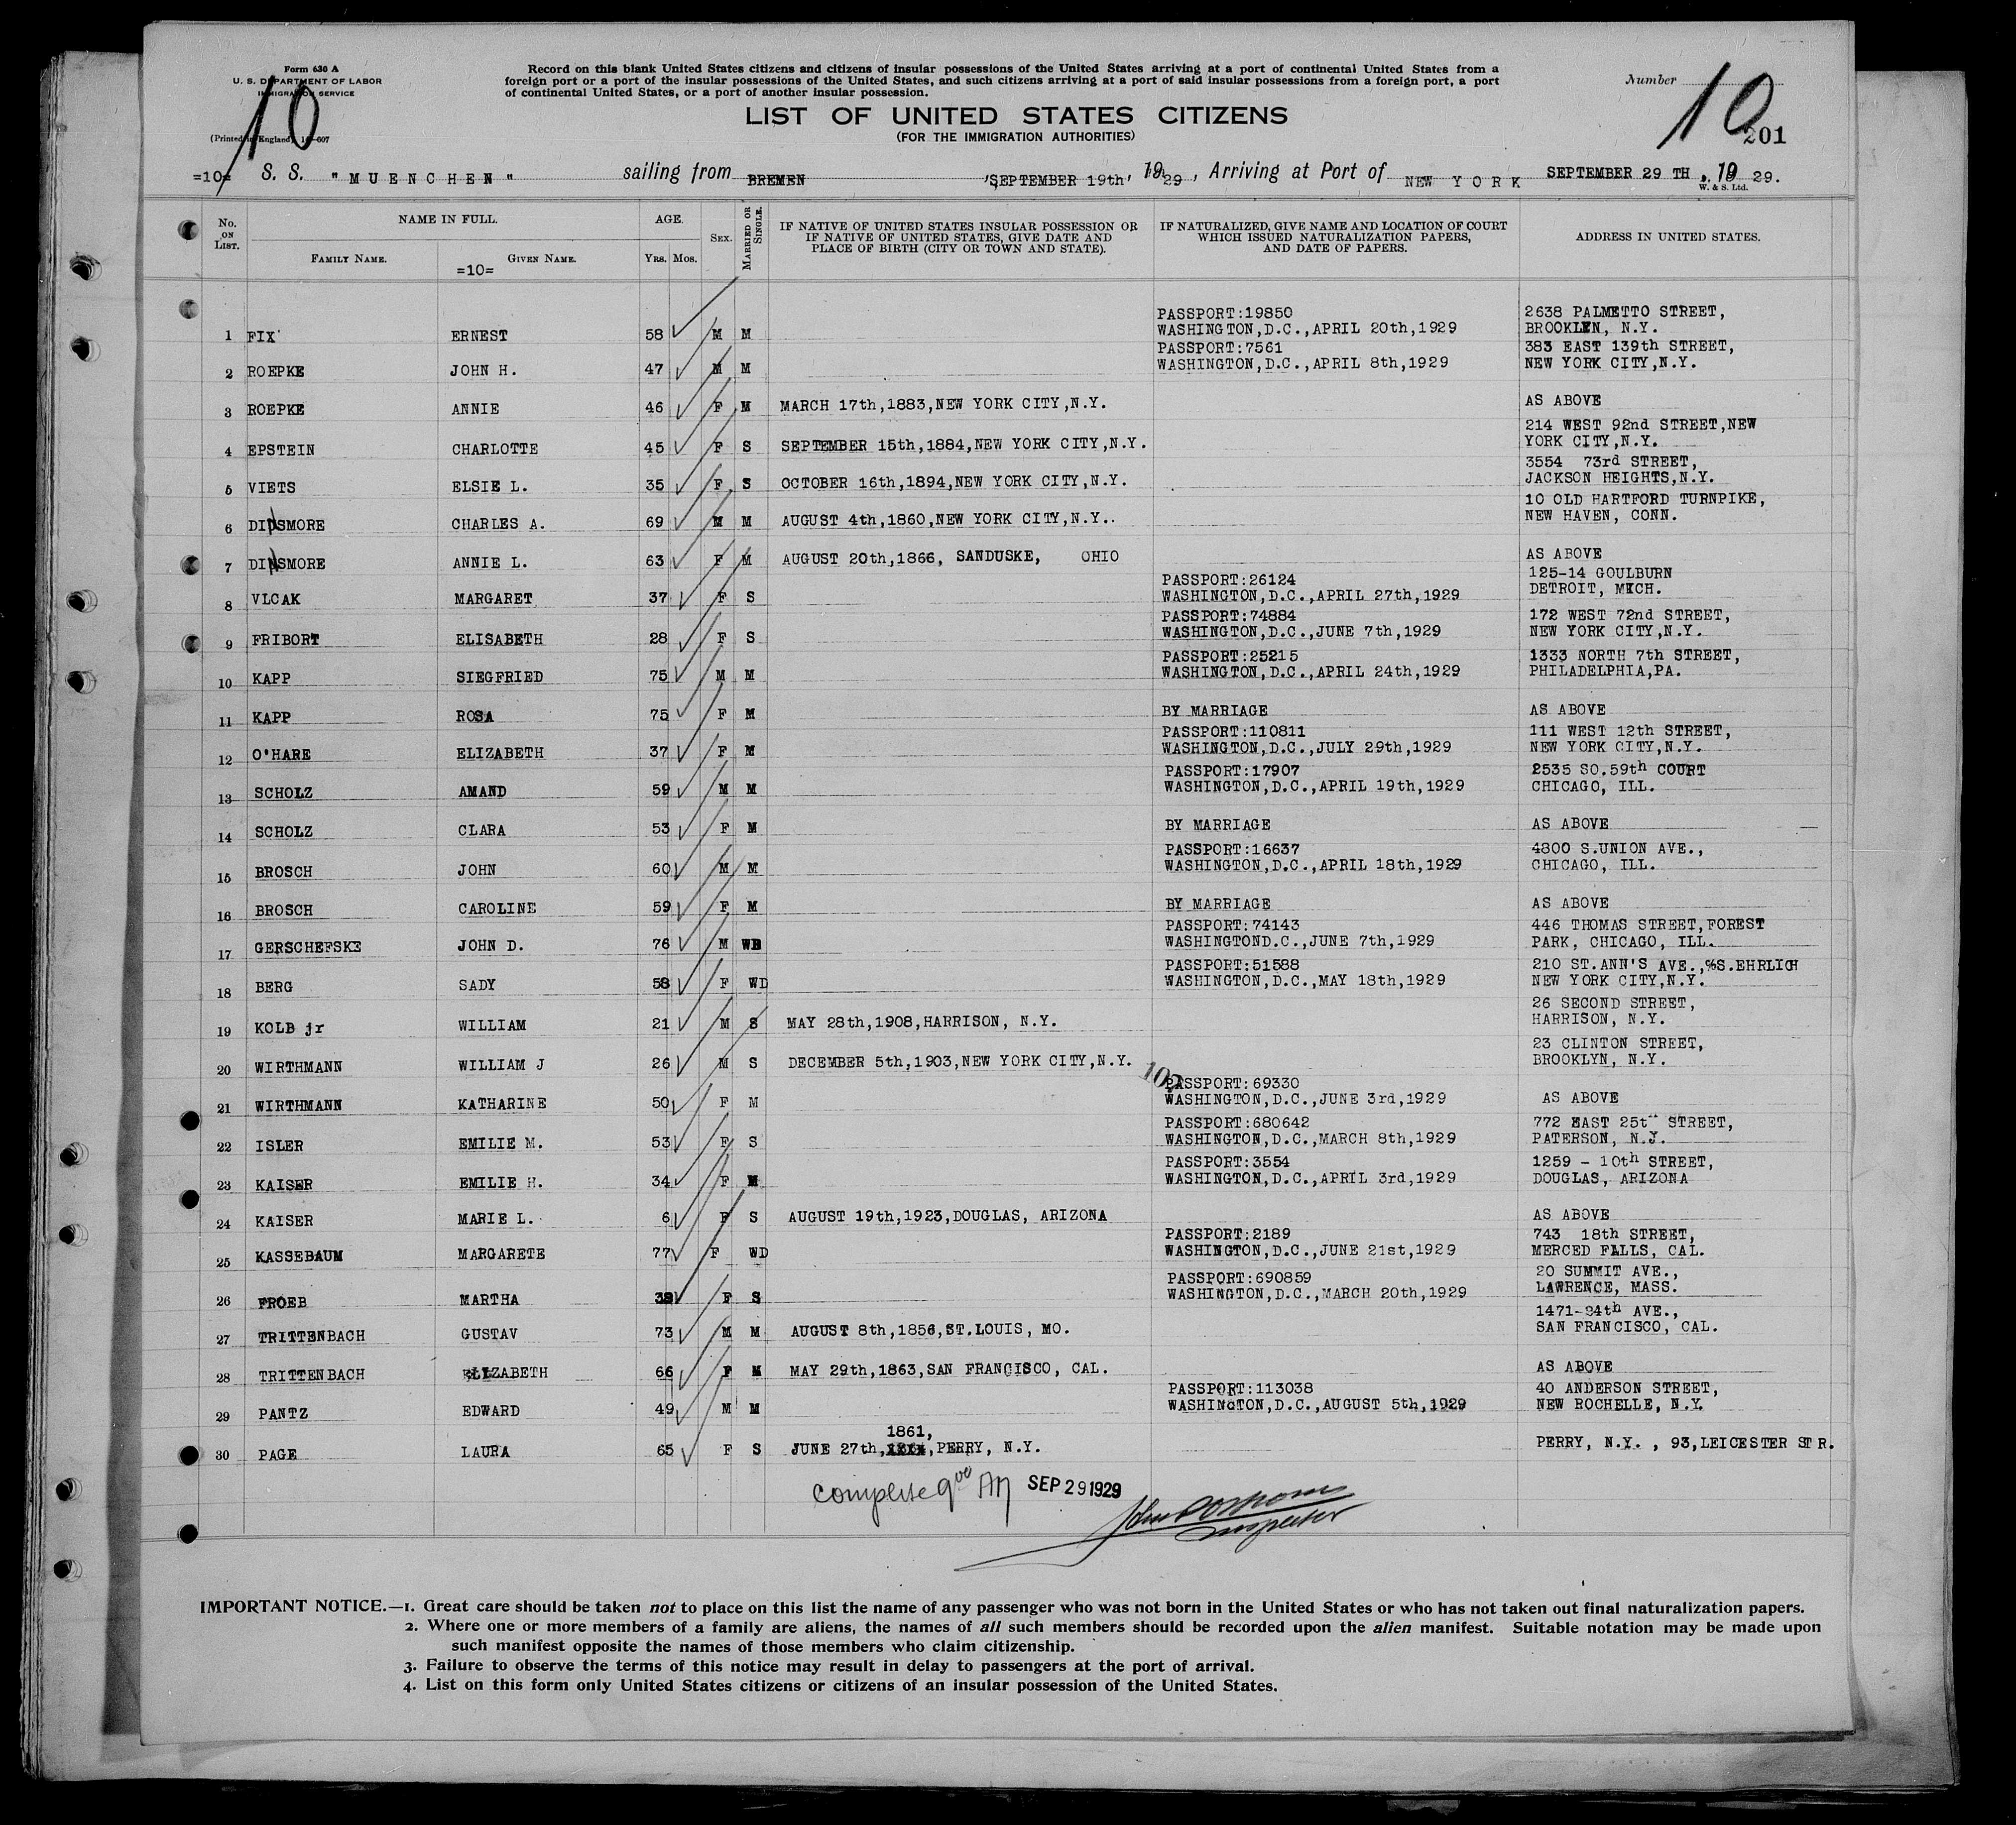 Form 630 A
U. S. DEPARTMENT OF LABOR
IMMIGRATION SERVICE
(Printed in England) 16—607
10
Record on this blank United States citizens and citizens of insular possessions of the United States arriving at a port of continental United States from a
foreign port or a port of the insular possessions of the United States, and such citizens arriving at a port of said insular possessions from a foreign port, a port
of continental United States, or a port of another insular possession.
Number
10
201
LIST OF UNITED STATES CITIZENS
(FOR THE IMMIGRATION AUTHORITIES)
=10= S. S. "MUENCHEN" sailing from BREMEN, SEPTEMBER 19th, 1929, Arriving at Port of NEW YORK SEPTEMBER 29 TH, 19 29.
W. & S. Ltd.
No. ON LIST.
NAME IN FULL.
FAMILY NAME.
=10= GIVEN NAME.
AGE.
YRS. MOS.
SEX.
MARRIED OR SINGLE.
IF NATIVE OF UNITED STATES INSULAR POSSESSION OR
IF NATIVE OF UNITED STATES, GIVE DATE AND
PLACE OF BIRTH (CITY OR TOWN AND STATE).
IF NATURALIZED, GIVE NAME AND LOCATION OF COURT
WHICH ISSUED NATURALIZATION PAPERS,
AND DATE OF PAPERS.
ADDRESS IN UNITED STATES.
PASSPORT:19850 2638 PALMETTO STREET,
1 FIX ERNEST 58 M M WASHINGTON,D.C.,APRIL 20th,1929 BROOKLEN, N.Y.
PASSPORT:7561 383 EAST 139th STREET,
2 ROEPKE JOHN H. 47 M M WASHINGTON,D.C.,APRIL 8th,1929 NEW YORK CITY,N.Y.
3 ROEPKE ANNIE 46 F M MARCH 17th,1883,NEW YORK CITY,N.Y. AS ABOVE
214 WEST 92nd STREET,NEW
4 EPSTEIN CHARLOTTE 45 F S SEPTEMBER 15th,1884,NEW YORK CITY,N.Y. YORK CITY,N.Y.
3554 73rd STREET,
5 VIETS ELSIE L. 35 F S OCTOBER 16th,1894,NEW YORK CITY,N.Y. JACKSON HEIGHTS,N.Y.
10 OLD HARTFORD TURNPIKE,
6 DINSMORE CHARLES A. 69 M M AUGUST 4th,1860,NEW YORK CITY,N.Y.. NEW HAVEN, CONN.
7 DINSMORE ANNIE L. 63 F M AUGUST 20th,1866, SANDUSKE, OHIO AS ABOVE
PASSPORT:26124 125-14 GOULBURN
8 VLCAK MARGARET 37 F S WASHINGTON,D.C.,APRIL 27th,1929 DETROIT, MICH.
PASSPORT:74884 172 WEST 72nd STREET,
9 FRIBORT ELISABETH 28 F S WASHINGTON,D.C.,JUNE 7th,1929 NEW YORK CITY,N.Y.
PASSPORT:25215 1333 NORTH 7th STREET,
10 KAPP SIEGFRIED 75 M M WASHINGTON,D.C.,APRIL 24th,1929 PHILADELPHIA,PA.
11 KAPP ROSA 75 F M BY MARRIAGE AS ABOVE
PASSPORT:110811 111 WEST 12th STREET,
12 O'HARE ELIZABETH 37 F M WASHINGTON,D.C.,JULY 29th,1929 NEW YORK CITY,N.Y.
PASSPORT:17907 2535 SO.59th COURT
13 SCHOLZ AMAND 59 M M WASHINGTON,D.C.,APRIL 19th,1929 CHICAGO, ILL.
14 SCHOLZ CLARA 53 F M BY MARRIAGE AS ABOVE
PASSPORT:16637 4800 S.UNION AVE.,
15 BROSCH JOHN 60 M M WASHINGTON,D.C.,APRIL 18th,1929 CHICAGO, ILL.
16 BROSCH CAROLINE 59 F M BY MARRIAGE AS ABOVE
PASSPORT:74143 446 THOMAS STREET,FOREST
17 GERSCHEFSKE JOHN D. 76 M WD WASHINGTOND.C.,JUNE 7th,1929 PARK, CHICAGO, ILL.
PASSPORT:51588 210 ST.ANN'S AVE.,%S.EHRLICH
18 BERG SADY 58 F WD WASHINGTON,D.C.,MAY 18th,1929 NEW YORK CITY,N.Y.
26 SECOND STREET,
19 KOLB jr WILLIAM 21 M S MAY 28th,1908,HARRISON, N.Y. HARRISON, N.Y.
23 CLINTON STREET,
20 WIRTHMANN WILLIAM J 26 M S DECEMBER 5th,1903,NEW YORK CITY,N.Y. BROOKLYN, N.Y.
102
PASSPORT:69330
21 WIRTHMANN KATHARINE 50 F M WASHINGTON,D.C.,JUNE 3rd,1929 AS ABOVE
PASSPORT:680642 772 EAST 25th STREET,
22 ISLER EMILIE M. 53 F S WASHINGTON,D.C.,MARCH 8th,1929 PATERSON, N.J.
PASSPORT:3554 1259 - 10th STREET,
23 KAISER EMILIE H. 34 F M WASHINGTON,D.C.,APRIL 3rd,1929 DOUGLAS, ARIZONA
24 KAISER MARIE L. 6 F S AUGUST 19th,1923,DOUGLAS, ARIZONA AS ABOVE
PASSPORT:2189 743 18th STREET,
25 KASSEBAUM MARGARETE 77 F WD WASHINGTON,D.C.,JUNE 21st,1929 MERCED FALLS, CAL.
PASSPORT:690859 20 SUMMIT AVE.,
26 FROEB MARTHA F S WASHINGTON,D.C.,MARCH 20th,1929 LAWRENCE, MASS.
1471-34th AVE.,
27 TRITTENBACH GUSTAV 73 M M AUGUST 8th,1856,ST.LOUIS, MO. SAN FRANCISCO, CAL.
28 TRITTENBACH ELIZABETH 66 F M MAY 29th,1863,SAN FRANCISCO, CAL. AS ABOVE
PASSPORT:113038 40 ANDERSON STREET,
29 PANTZ EDWARD 49 M M WASHINGTON,D.C.,AUGUST 5th,1929 NEW ROCHELLE, N.Y.
1861,
30 PAGE LAURA 65 F S JUNE 27th, ,PERRY, N.Y. PERRY, N.Y. , 93,LEICESTER STR.
complete 9 00 AM SEP 29 1929
Inspector
IMPORTANT NOTICE.—1. Great care should be taken not to place on this list the name of any passenger who was not born in the United States or who has not taken out final naturalization papers.
2. Where one or more members of a family are aliens, the names of all such members should be recorded upon the alien manifest. Suitable notation may be made upon
such manifest opposite the names of those members who claim citizenship.
3. Failure to observe the terms of this notice may result in delay to passengers at the port of arrival.
4. List on this form only United States citizens or citizens of an insular possession of the United States.